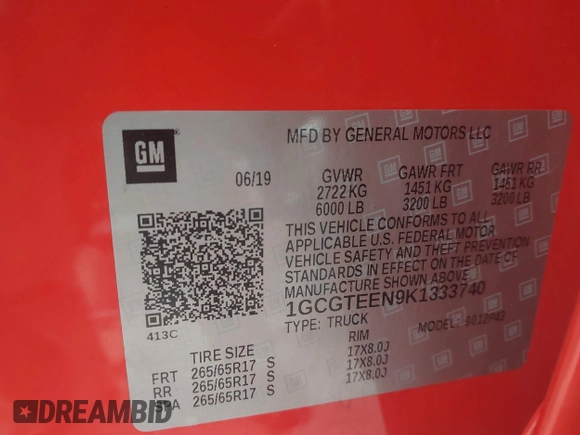 GM
MFD BY GENERAL MOTORS LLC
06/19
GVWR GAWR FRT GAWR RR
2722 KG 1451 KG 1451 KG
6000 LB 3200 LB 3200 LB
THIS VEHICLE CONFORMS TO ALL
APPLICABLE U.S. FEDERAL MOTOR
VEHICLE SAFETY AND THEFT PREVENTION
STANDARDS IN EFFECT ON THE DATE OF
MANUFACTURE SHOWN ABOVE.
1GCGTEEN9K1333740
TYPE: TRUCK MODEL:
413C
TIRE SIZE RIM
FRT 265/65R17 S 17X8.0J
RR 265/65R17 S 17X8.0J
SPA 265/65R17 S 17X8.0J
DREAMBID